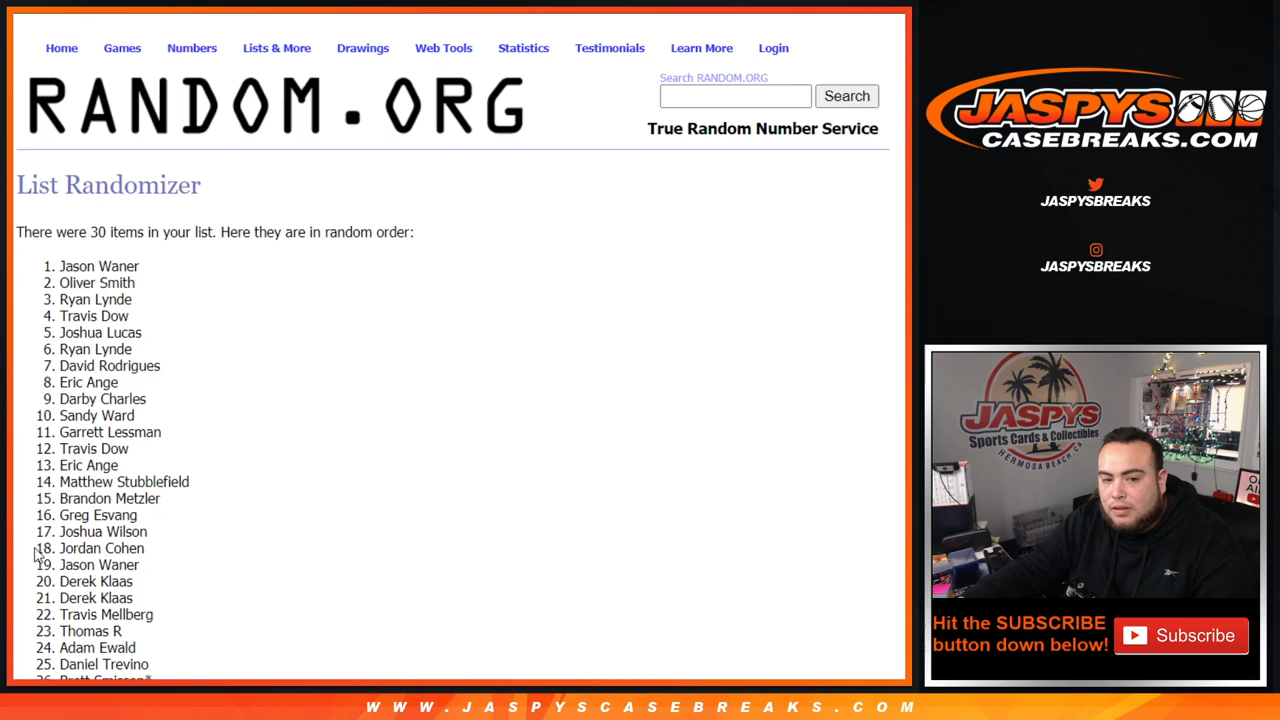 Home Games Numbers Lists & More Drawings Web Tools Statistics Testimonials Learn More Login
RANDOM.ORG
Search RANDOM.ORG
Search
True Random Number Service
List Randomizer
There were 30 items in your list. Here they are in random order:
1. Jason Waner
2. Oliver Smith
3. Ryan Lynde
4. Travis Dow
5. Joshua Lucas
6. Ryan Lynde
7. David Rodrigues
8. Eric Ange
9. Darby Charles
10. Sandy Ward
11. Garrett Lessman
12. Travis Dow
13. Eric Ange
14. Matthew Stubblefield
15. Brandon Metzler
16. Greg Esvang
17. Joshua Wilson
18. Jordan Cohen
19. Jason Waner
20. Derek Klaas
21. Derek Klaas
22. Travis Mellberg
23. Thomas R
24. Adam Ewald
25. Daniel Trevino
JASPYS
CASEBREAKS.COM
JASPYSBREAKS
JASPYSBREAKS
JASPYS
Sports Cards & Collectibles
HERMOSA BEACH, CA
Hit the SUBSCRIBE
button down below!
Subscribe
WWW.JASPYSCASEBREAKS.COM